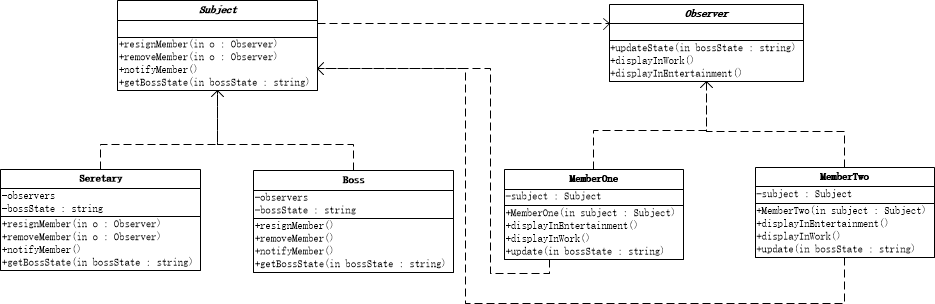 Subject
+resignMember(in o : Observer)
+removeMember(in o : Observer)
+notifyMember()
+getBossState(in bossState : string)
Observer
+updateState(in bossState : string)
+displayInWork()
+displayInEntertainment()
Seretary
-observers
-bossState : string
+resignMember(in o : Observer)
+removeMember(in o : Observer)
+notifyMember()
+getBossState(in bossState : string)
Boss
-observers
-bossState : string
+resignMember()
+removeMember()
+notifyMember()
+getBossState(in bossState : string)
MemberOne
-subject : Subject
+MemberOne(in subject : Subject)
+displayInEntertainment()
+displayInWork()
+update(in bossState : string)
MemberTwo
-subject : Subject
+MemberTwo(in subject : Subject)
+displayInEntertainment()
+displayInWork()
+update(in bossState : string)